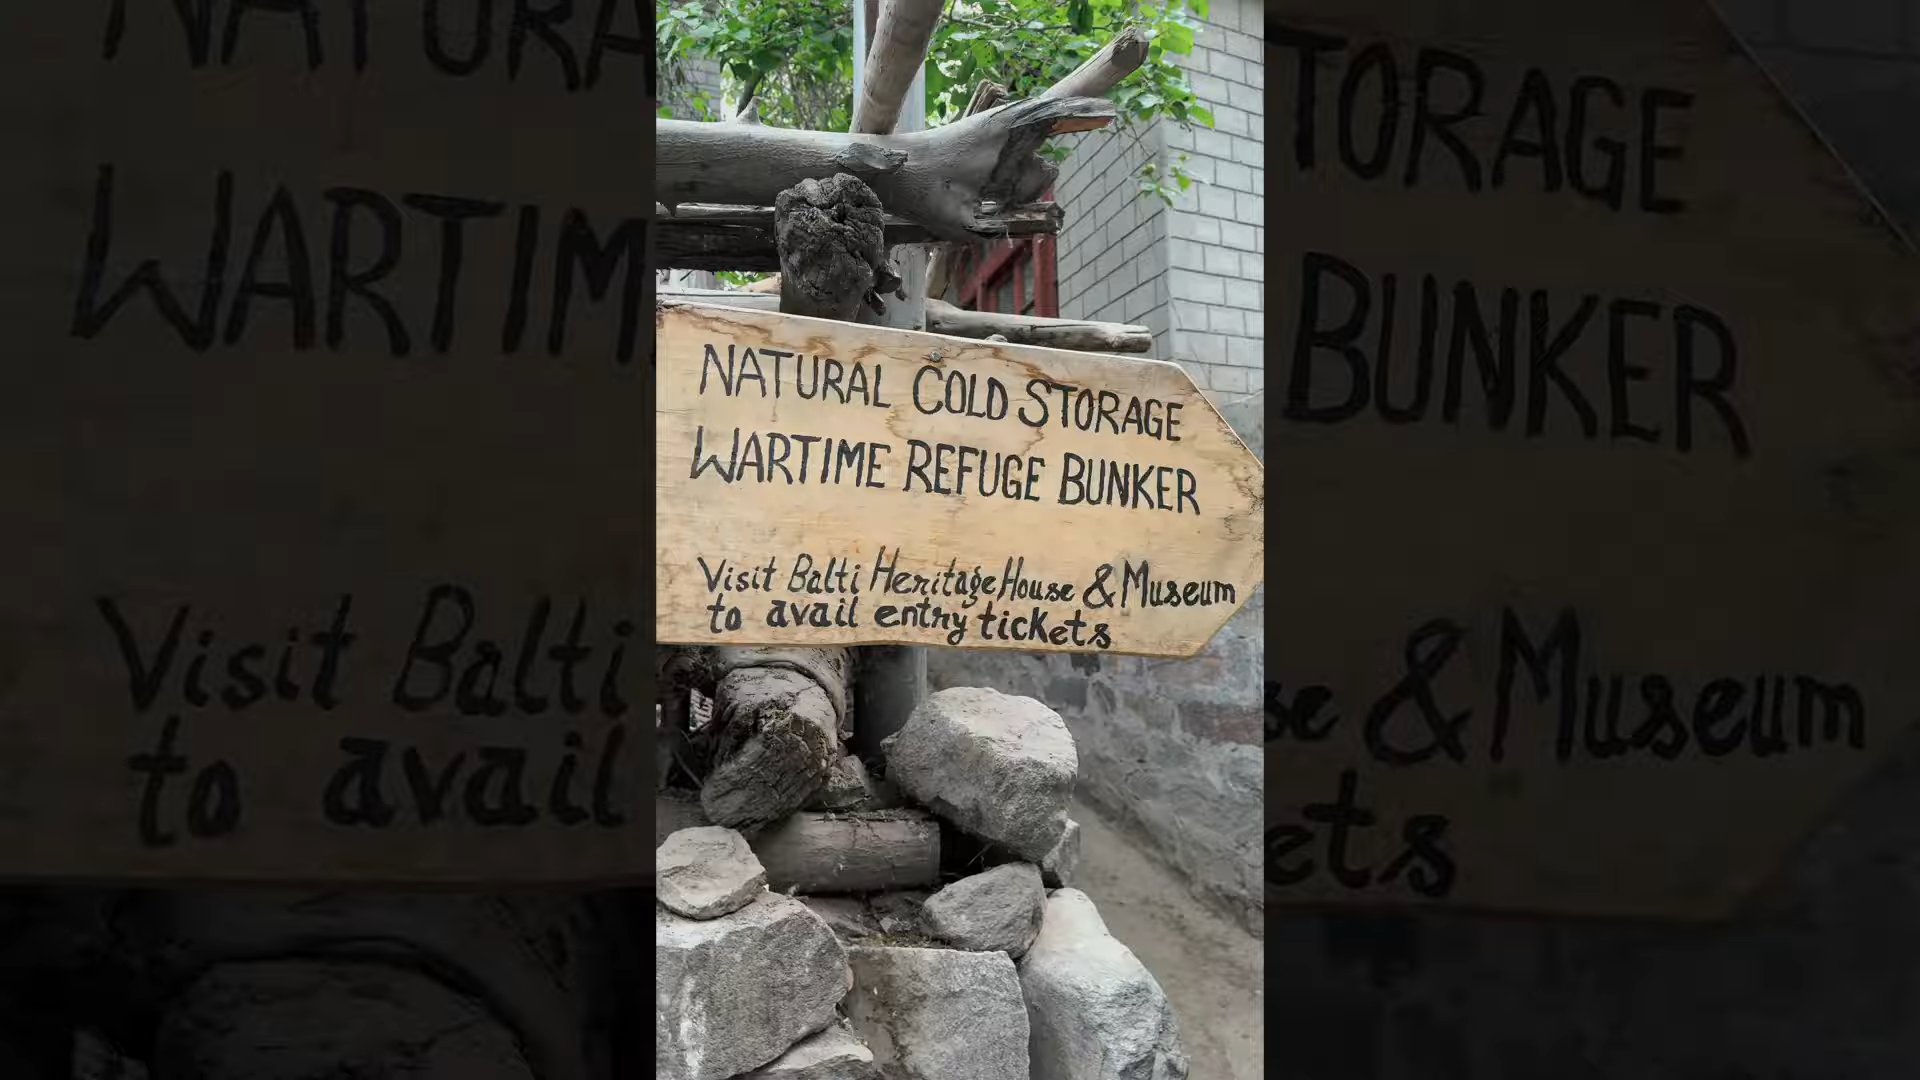 NATURAL COLD STORAGE
WARTIME REFUGE BUNKER
Visit Balti Heritage House & Museum
to avail entry tickets